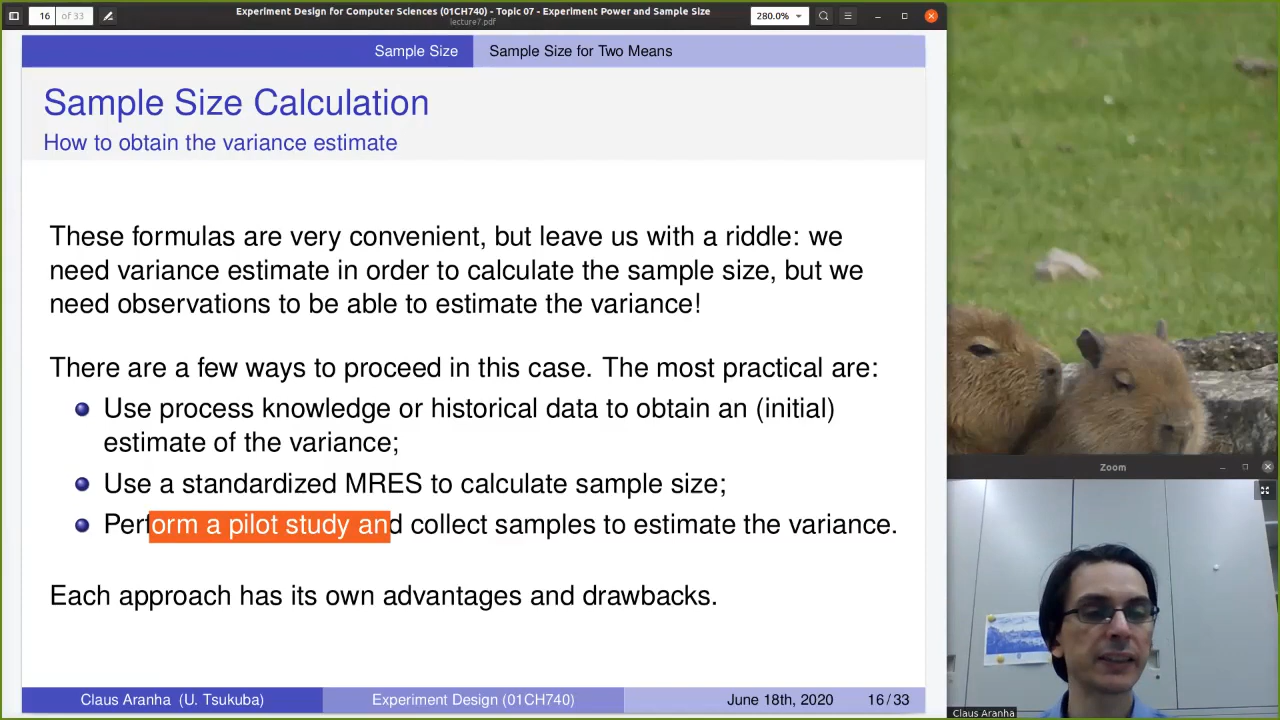 16 of 33
Experiment Design for Computer Sciences (01CH740) - Topic 07 - Experiment Power and Sample Size
lecture7.pdf
280.0%
Sample Size
Sample Size for Two Means
Sample Size Calculation
How to obtain the variance estimate
These formulas are very convenient, but leave us with a riddle: we
need variance estimate in order to calculate the sample size, but we
need observations to be able to estimate the variance!
There are a few ways to proceed in this case. The most practical are:
Use process knowledge or historical data to obtain an (initial)
estimate of the variance;
Use a standardized MRES to calculate sample size;
Perform a pilot study and collect samples to estimate the variance.
Each approach has its own advantages and drawbacks.
Claus Aranha (U. Tsukuba)
Experiment Design (01CH740)
June 18th, 2020
16 / 33
Zoom
Claus Aranha